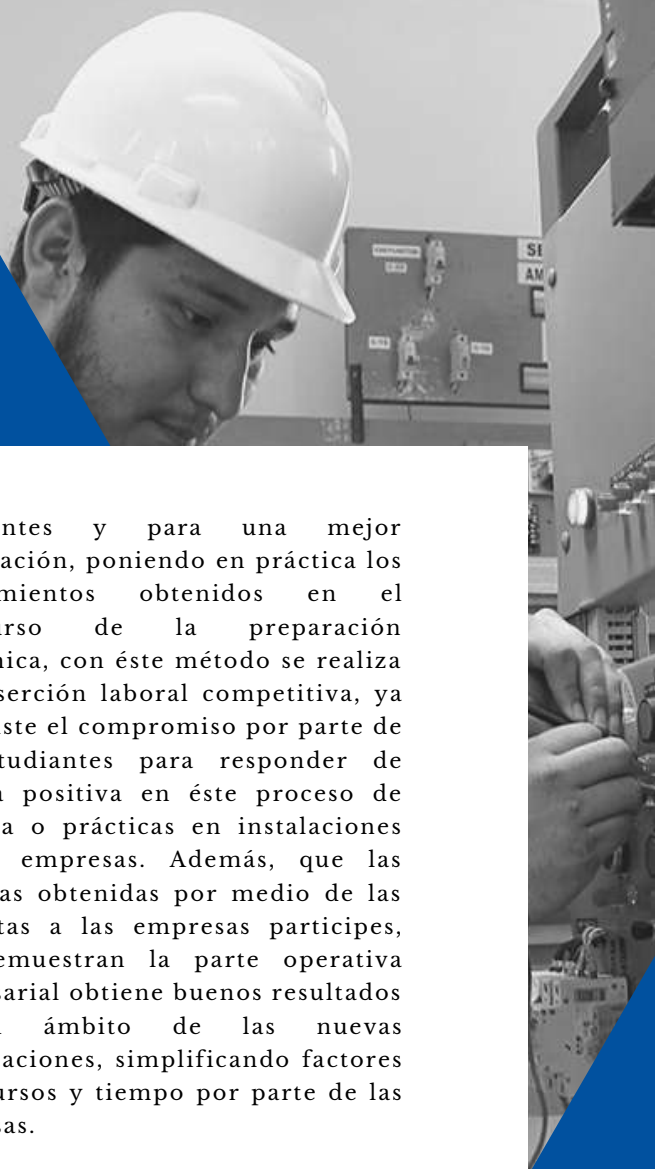 SE
AM
ntes y para una mejor
ación, poniendo en práctica los
mientos obtenidos en el
urso de la preparación
nica, con éste método se realiza
serción laboral competitiva, ya
iste el compromiso por parte de
tudiantes para responder de
a positiva en éste proceso de
a o prácticas en instalaciones
empresas. Además, que las
as obtenidas por medio de las
tas a las empresas participes,
emuestran la parte operativa
sarial obtiene buenos resultados
ámbito de las nuevas
aciones, simplificando factores
ursos y tiempo por parte de las
sas.